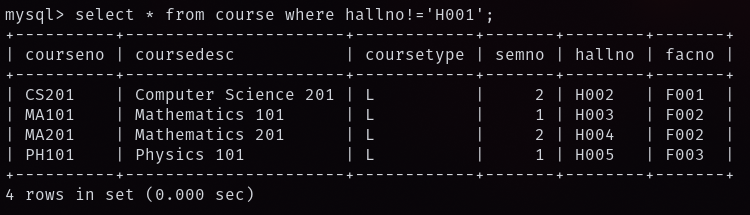 mysql> select * from course where hallno!='H001';
+----------+----------------------+------------+-------+--------+-------+
| courseno | coursedesc           | coursetype | semno | hallno | facno |
+----------+----------------------+------------+-------+--------+-------+
| CS201    | Computer Science 201 | L          |     2 | H002   | F001  |
| MA101    | Mathematics 101      | L          |     1 | H003   | F002  |
| MA201    | Mathematics 201      | L          |     2 | H004   | F002  |
| PH101    | Physics 101          | L          |     1 | H005   | F003  |
+----------+----------------------+------------+-------+--------+-------+
4 rows in set (0.000 sec)